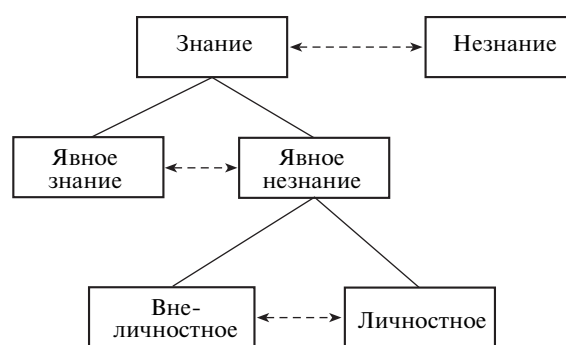 Знание
Незнание
Явное
знание
Явное
незнание
Вне-
личностное
Личностное